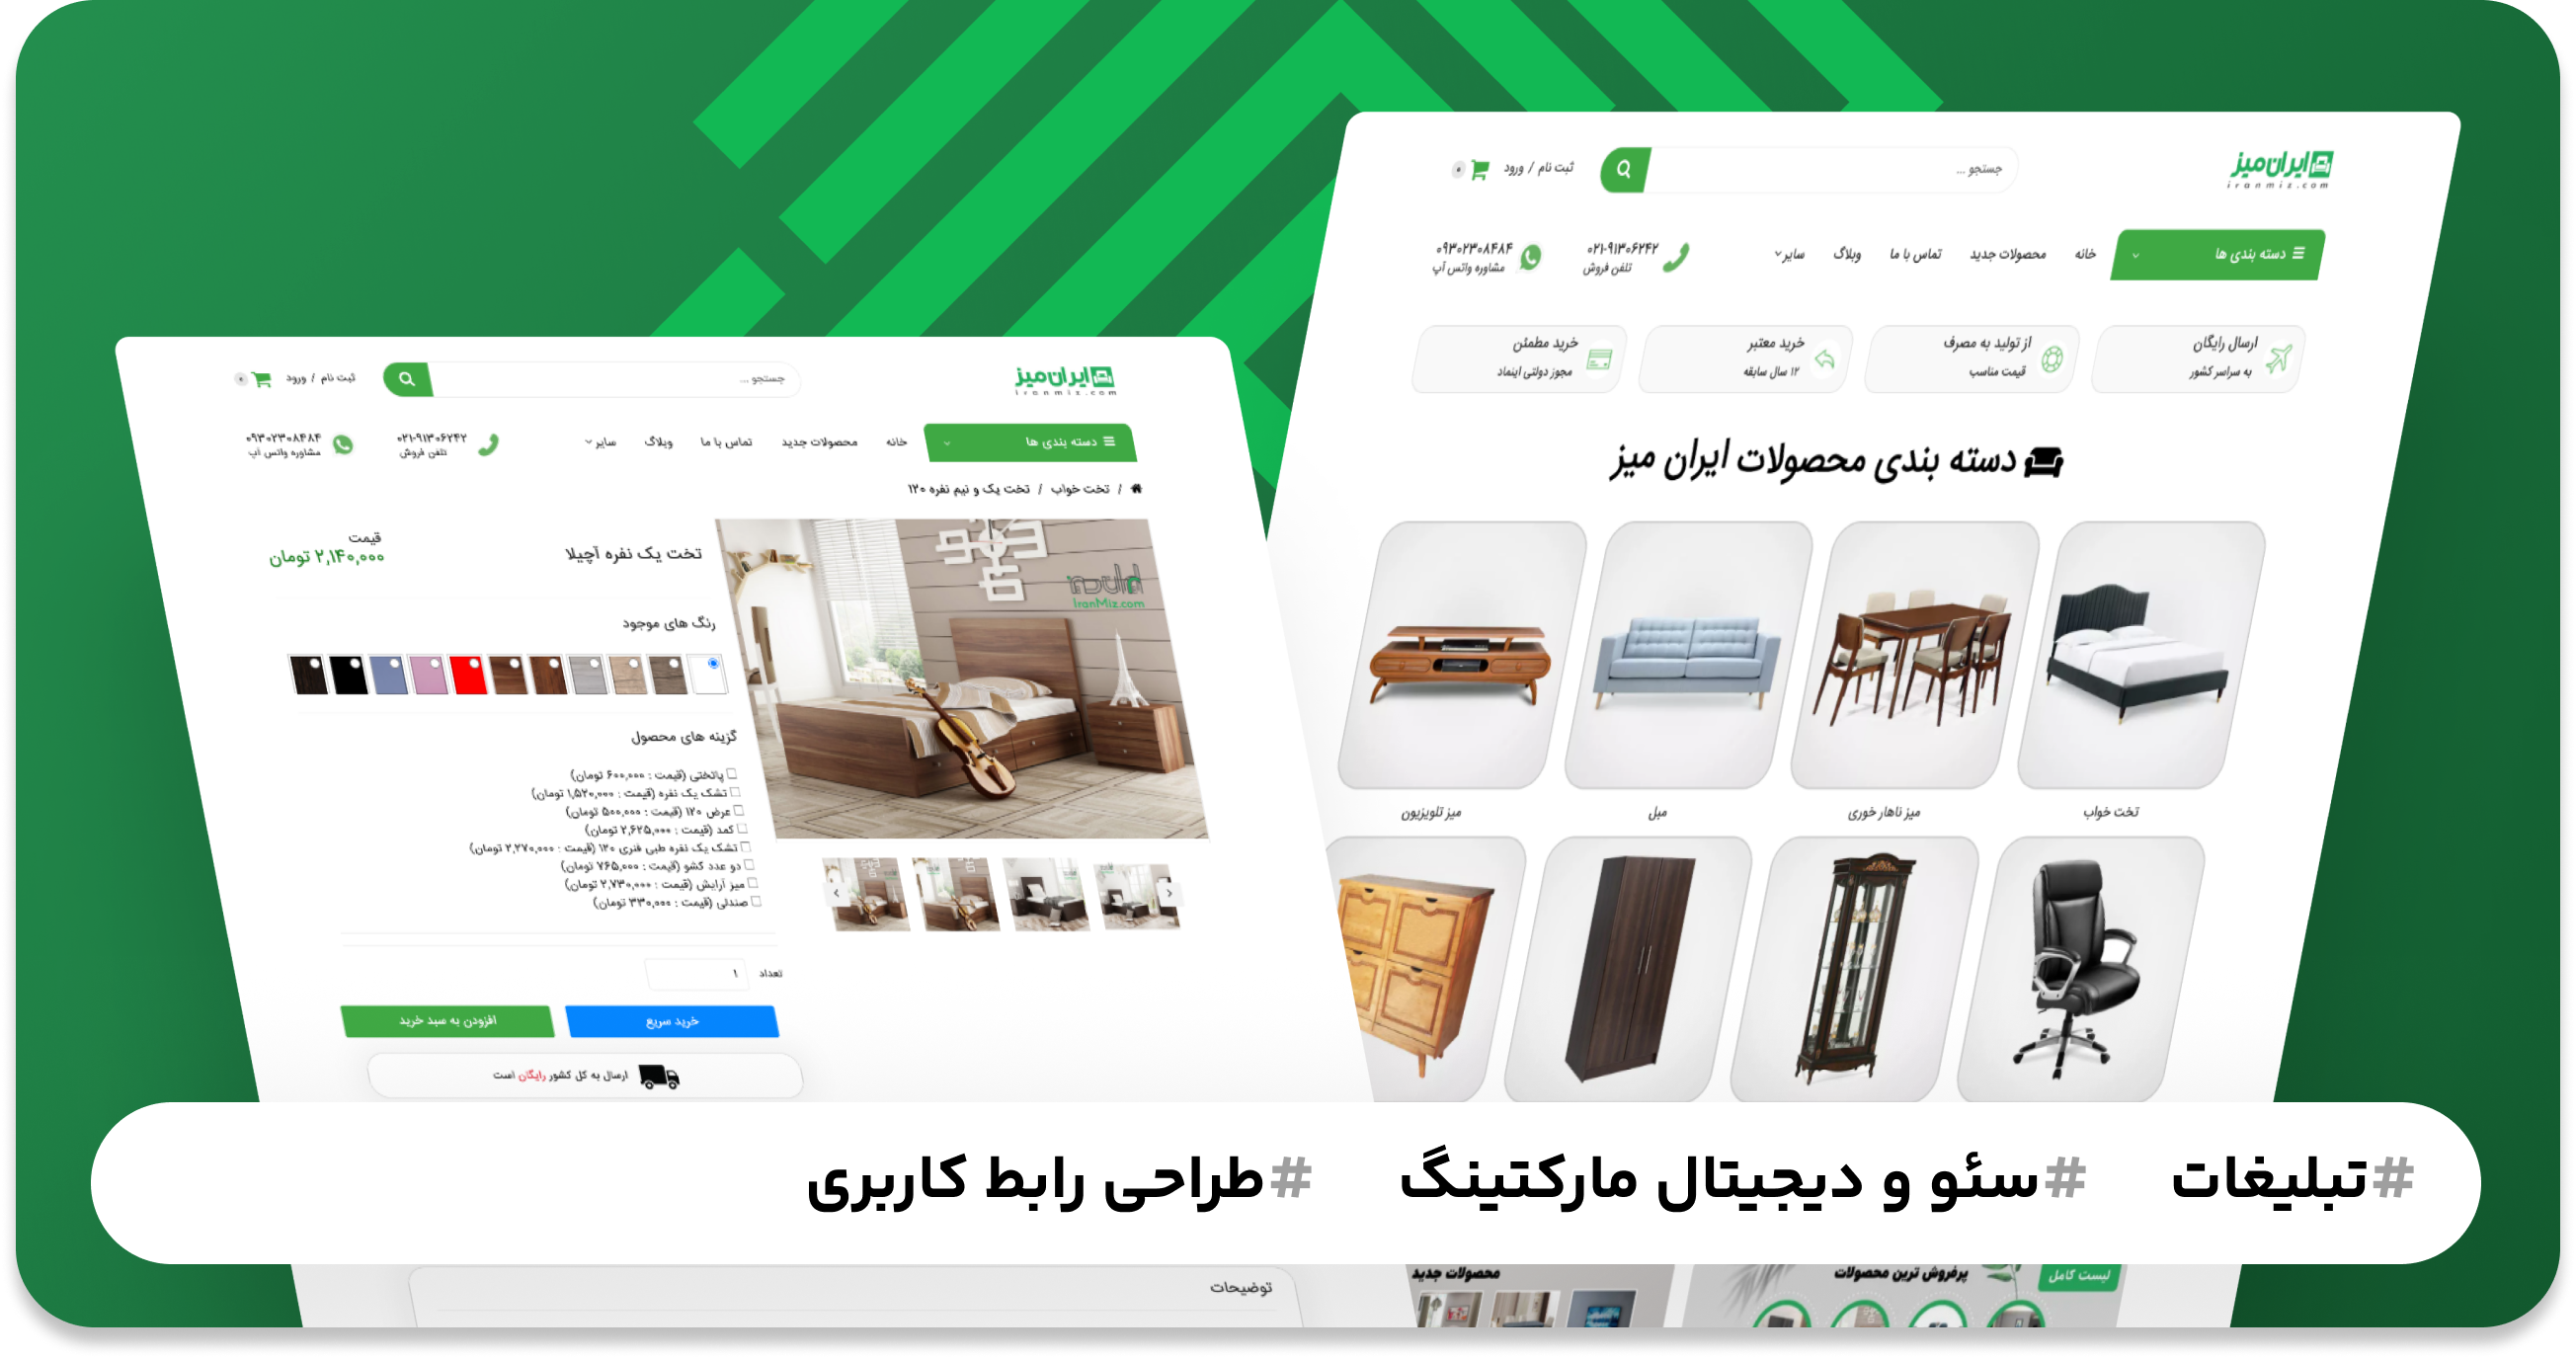 ایران میز
iranmiz.com
جستجو ...
ثبت نام / ورود
۰
دسته بندی ها
خانه
محصولات جدید
تماس با ما
وبلاگ
سایر
۰۲۱-۹۱۳۰۶۲۴۲
تلفن فروش
۰۹۳۰۲۳۰۸۴۸۴
مشاوره واتس آپ
ارسال رایگان
به سراسر کشور
از تولید به مصرف
قیمت مناسب
خرید معتبر
۱۲ سال سابقه
خرید مطمئن
مجوز دولتی اینماد
دسته بندی محصولات ایران میز
تخت خواب
میز ناهار خوری
مبل
میز تلویزیون
ایران میز
iranmiz.com
جستجو ...
ثبت نام / ورود
۰
دسته بندی ها
خانه
محصولات جدید
تماس با ما
وبلاگ
سایر
۰۲۱-۹۱۳۰۶۲۴۲
تلفن فروش
۰۹۳۰۲۳۰۸۴۸۴
مشاوره واتس آپ
/ تخت خواب / تخت یک و نیم نفره ۱۲۰
IranMiz.com
تخت یک نفره آچیلا
قیمت
۲,۱۴۰,۰۰۰ تومان
رنگ های موجود
گزینه های محصول
پاتختی (قیمت : ۶۰۰,۰۰۰ تومان)
تشک یک نفره (قیمت : ۱,۵۲۰,۰۰۰ تومان)
عرض ۱۲۰ (قیمت : ۵۰۰,۰۰۰ تومان)
کمد (قیمت : ۲,۶۲۵,۰۰۰ تومان)
تشک یک نفره طبی فنری ۱۲۰ (قیمت : ۲,۲۷۰,۰۰۰ تومان)
دو عدد کشو (قیمت : ۷۶۵,۰۰۰ تومان)
میز آرایش (قیمت : ۲,۷۳۰,۰۰۰ تومان)
صندلی (قیمت : ۳۳۰,۰۰۰ تومان)
تعداد
۱
خرید سریع
افزودن به سبد خرید
ارسال به کل کشور رایگان است
#تبلیغات #سئو و دیجیتال مارکتینگ #طراحی رابط کاربری
لیست کامل
پرفروش ترین محصولات
محصولات جدید
توضیحات